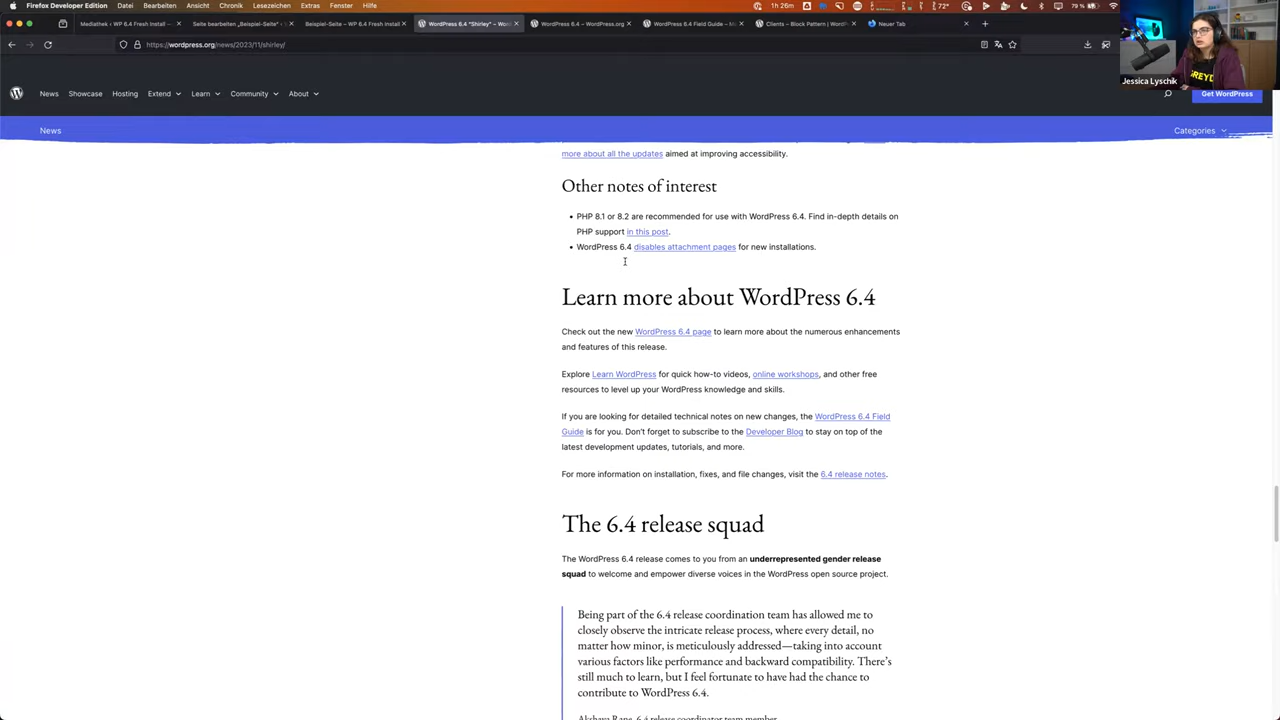 Firefox Developer Edition Datei Bearbeiten Ansicht Chronik Lesezeichen Extras Fenster Hilfe 1h 26m 79 %
Mediathek ‹ WP 6.4 Fresh Install — Seite bearbeiten „Beispiel-Seite“ ‹ Beispiel-Seite – WP 6.4 Fresh Install WordPress 6.4 “Shirley” – Word WordPress 6.4 – WordPress.org WordPress 6.4 Field Guide – M Clients – Block Pattern | WordPr Neuer Tab
https://wordpress.org/news/2023/11/shirley/
GREYD
Jessica Lyschik
News Showcase Hosting Extend Learn Community About Get WordPress
News Categories
more about all the updates aimed at improving accessibility.
Other notes of interest
• PHP 8.1 or 8.2 are recommended for use with WordPress 6.4. Find in-depth details on
PHP support in this post.
• WordPress 6.4 disables attachment pages for new installations.
Learn more about WordPress 6.4
Check out the new WordPress 6.4 page to learn more about the numerous enhancements
and features of this release.
Explore Learn WordPress for quick how-to videos, online workshops, and other free
resources to level up your WordPress knowledge and skills.
If you are looking for detailed technical notes on new changes, the WordPress 6.4 Field
Guide is for you. Don’t forget to subscribe to the Developer Blog to stay on top of the
latest development updates, tutorials, and more.
For more information on installation, fixes, and file changes, visit the 6.4 release notes.
The 6.4 release squad
The WordPress 6.4 release comes to you from an underrepresented gender release
squad to welcome and empower diverse voices in the WordPress open source project.
Being part of the 6.4 release coordination team has allowed me to
closely observe the intricate release process, where every detail, no
matter how minor, is meticulously addressed—taking into account
various factors like performance and backward compatibility. There’s
still much to learn, but I feel fortunate to have had the chance to
contribute to WordPress 6.4.
Akshaya Rane, 6.4 release coordinator team member